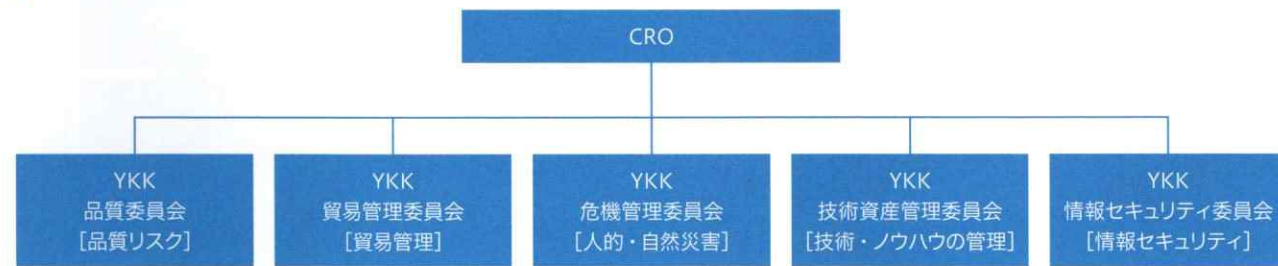 CRO
YKK
品質委員会
[品質リスク]
YKK
貿易管理委員会
[貿易管理]
YKK
危機管理委員会
[人的・自然災害]
YKK
技術資産管理委員会
[技術・ノウハウの管理]
YKK
情報セキュリティ委員会
[情報セキュリティ]